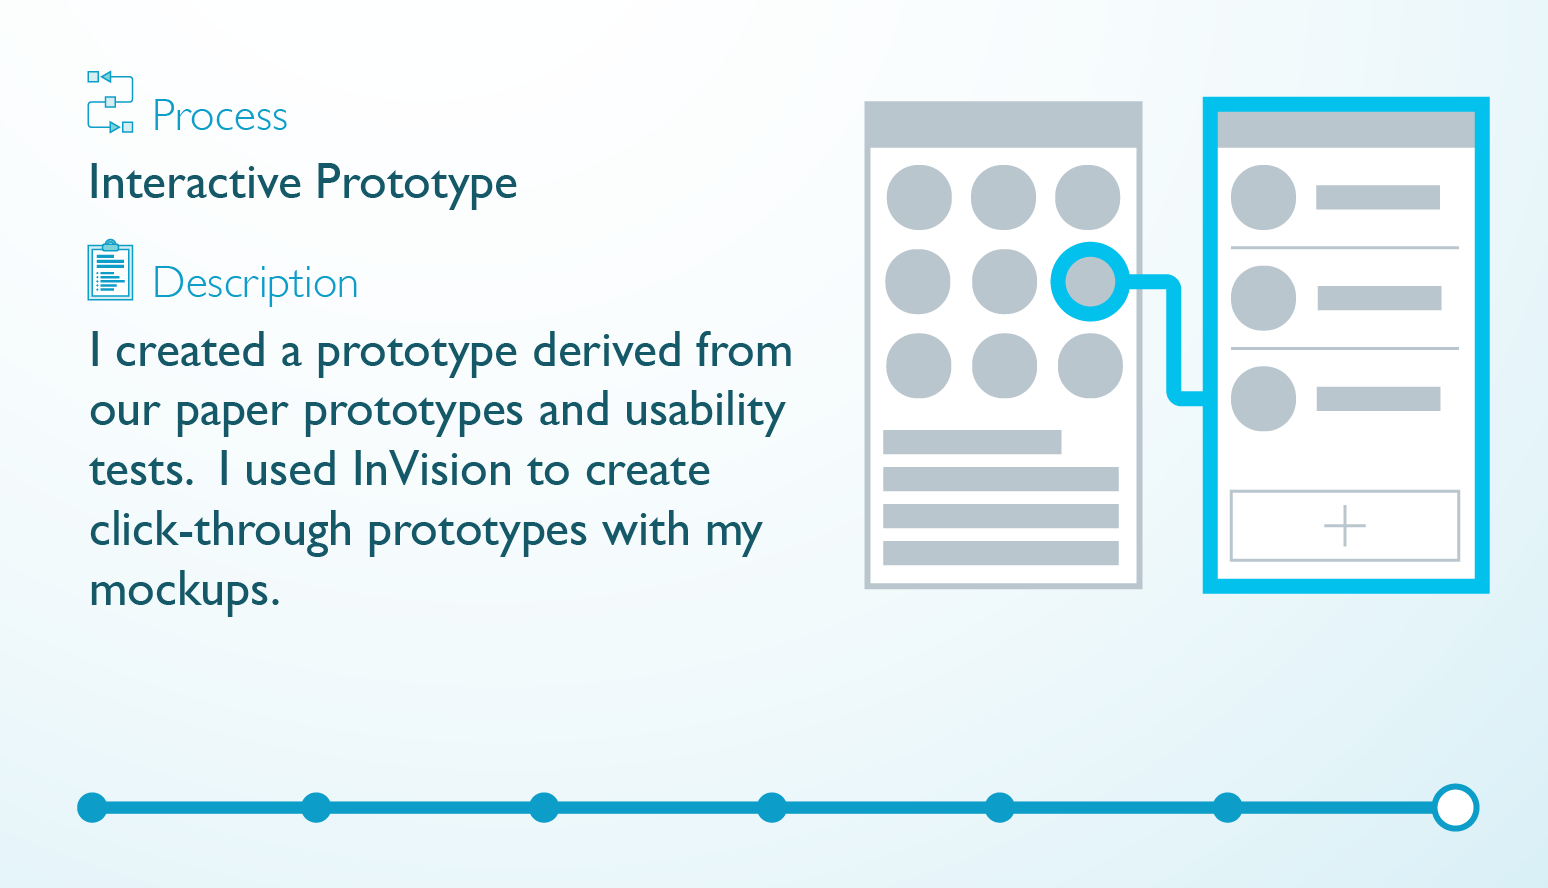 Process
Interactive Prototype
Description
I created a prototype derived from
our paper prototypes and usability
tests.  I used InVision to create
click-through prototypes with my
mockups.